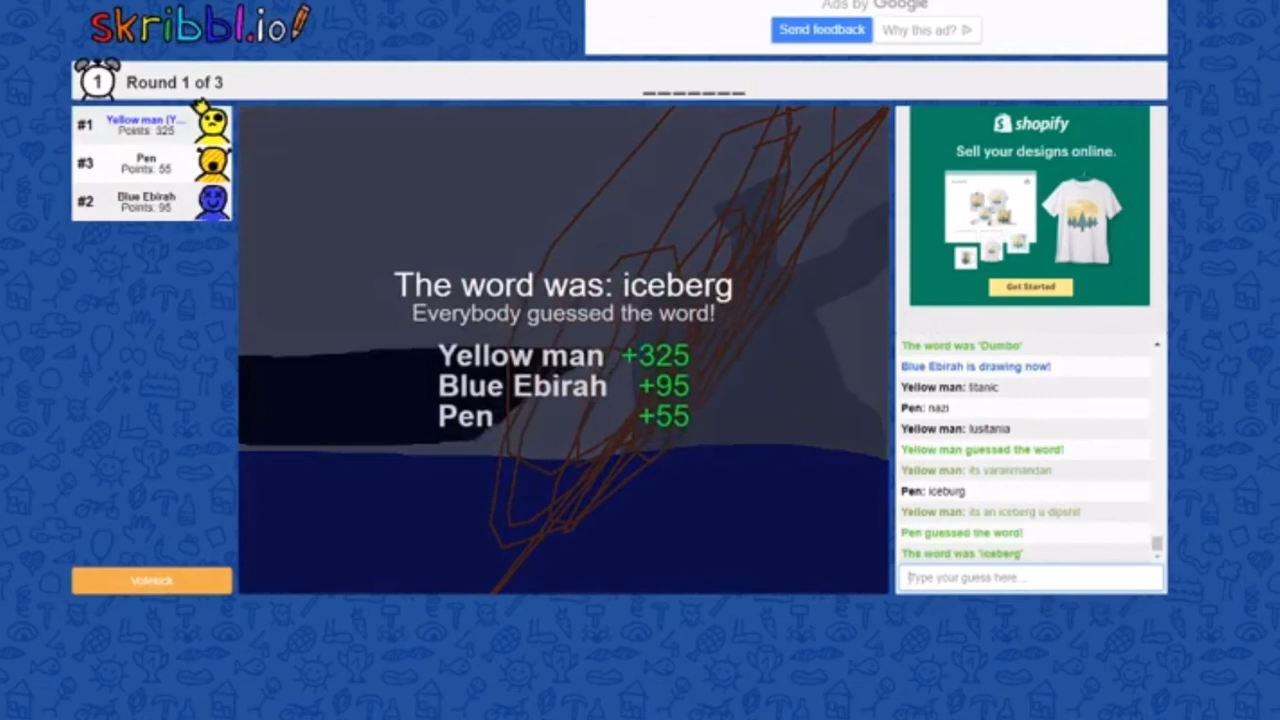 Ads by Google
skribbl.io
Send feedback
Why this ad?
1
Round 1 of 3
_______
#1
Yellow man (Y...
Points: 325
#3
Pen
Points: 55
#2
Blue Ebirah
Points: 95
shopify
Sell your designs online.
Get Started
The word was: iceberg
Everybody guessed the word!
Yellow man +325
Blue Ebirah +95
Pen +55
The word was 'Dumbo'
Blue Ebirah is drawing now!
Yellow man: titanic
Pen: nazi
Yellow man: lusitania
Yellow man guessed the word!
Yellow man: its varanmandan
Pen: iceburg
Yellow man: its an iceberg u dipshit
Pen guessed the word!
The word was 'iceberg'
Votekick
Type your guess here...